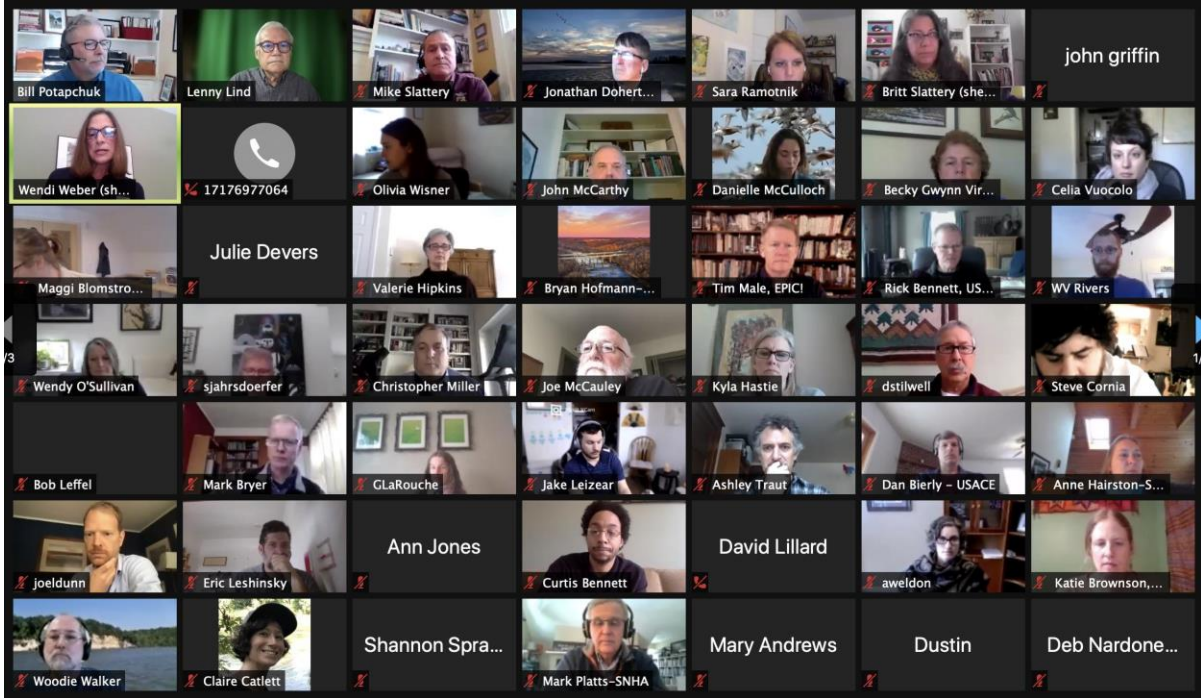 Bill Potapchuk
Lenny Lind
Mike Slattery
Jonathan Dohert...
Sara Ramotnik
Britt Slattery (she...
john griffin
Wendi Weber (sh...
17176977064
Olivia Wisner
John McCarthy
Danielle McCulloch
Becky Gwynn Vir...
Celia Vuocolo
Maggi Blomstro...
Julie Devers
Valerie Hipkins
Bryan Hofmann-...
Tim Male, EPIC!
Rick Bennett, US...
WV Rivers
/3
Wendy O'Sullivan
sjahrsdoerfer
Christopher Miller
Joe McCauley
Kyla Hastie
dstilwell
Steve Cornia
1/
Bob Leffel
Mark Bryer
GLaRouche
Jake Leizear
Ashley Traut
Dan Bierly - USACE
Anne Hairston-S...
joeldunn
Eric Leshinsky
Ann Jones
Curtis Bennett
David Lillard
aweldon
Katie Brownson,...
Woodie Walker
Claire Catlett
Shannon Spra...
Mark Platts-SNHA
Mary Andrews
Dustin
Deb Nardone...